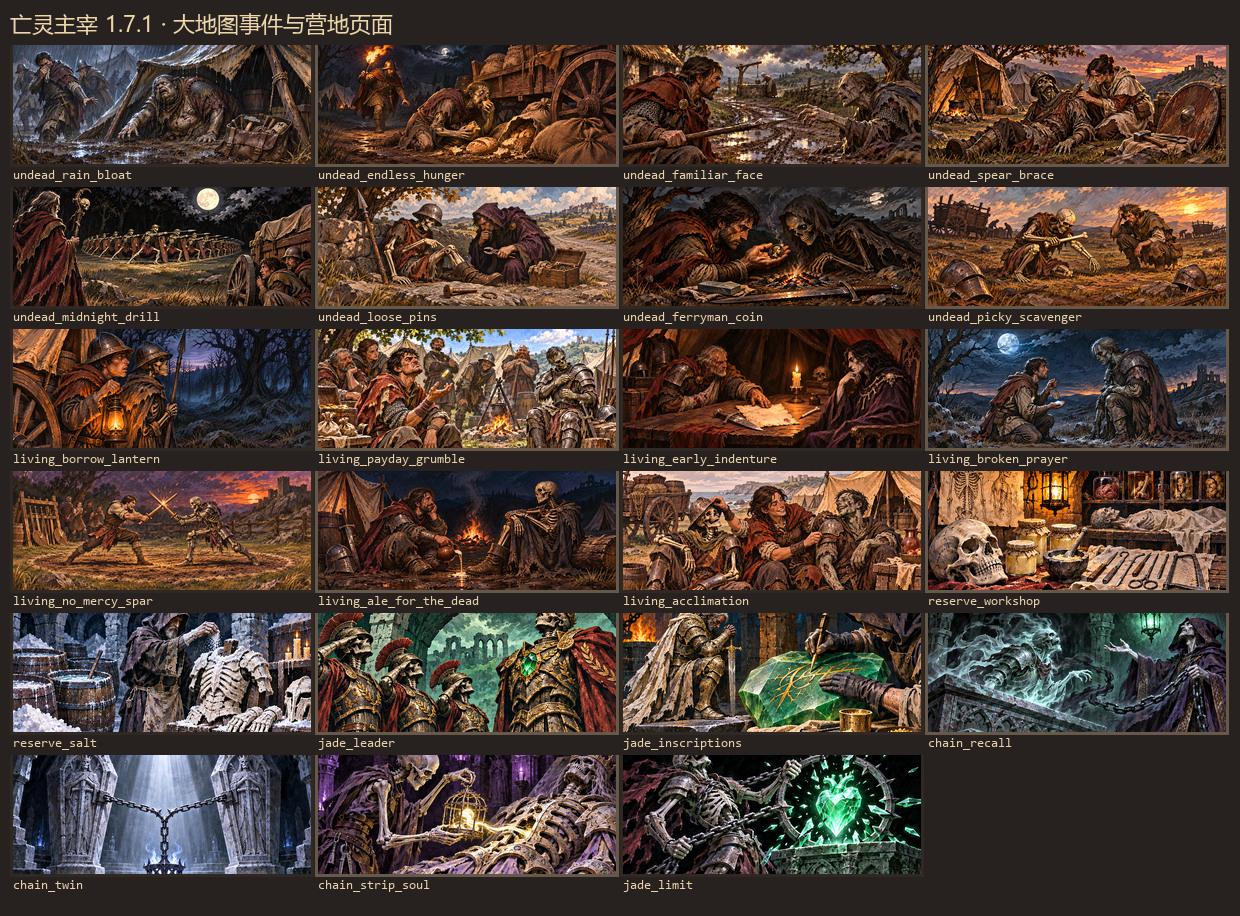 亡灵主宰 1.7.1 · 大地图事件与营地页面
undead_rain_bloat
undead_endless_hunger
undead_familiar_face
undead_spear_brace
undead_midnight_drill
undead_loose_pins
undead_ferryman_coin
undead_picky_scavenger
living_borrow_lantern
living_payday_grumble
living_early_indenture
living_broken_prayer
living_no_mercy_spar
living_ale_for_the_dead
living_acclimation
reserve_workshop
reserve_salt
jade_leader
jade_inscriptions
chain_recall
chain_twin
chain_strip_soul
jade_limit